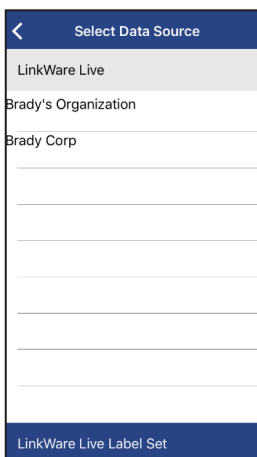 Select Data Source
LinkWare Live
Brady's Organization
Brady Corp
LinkWare Live Label Set